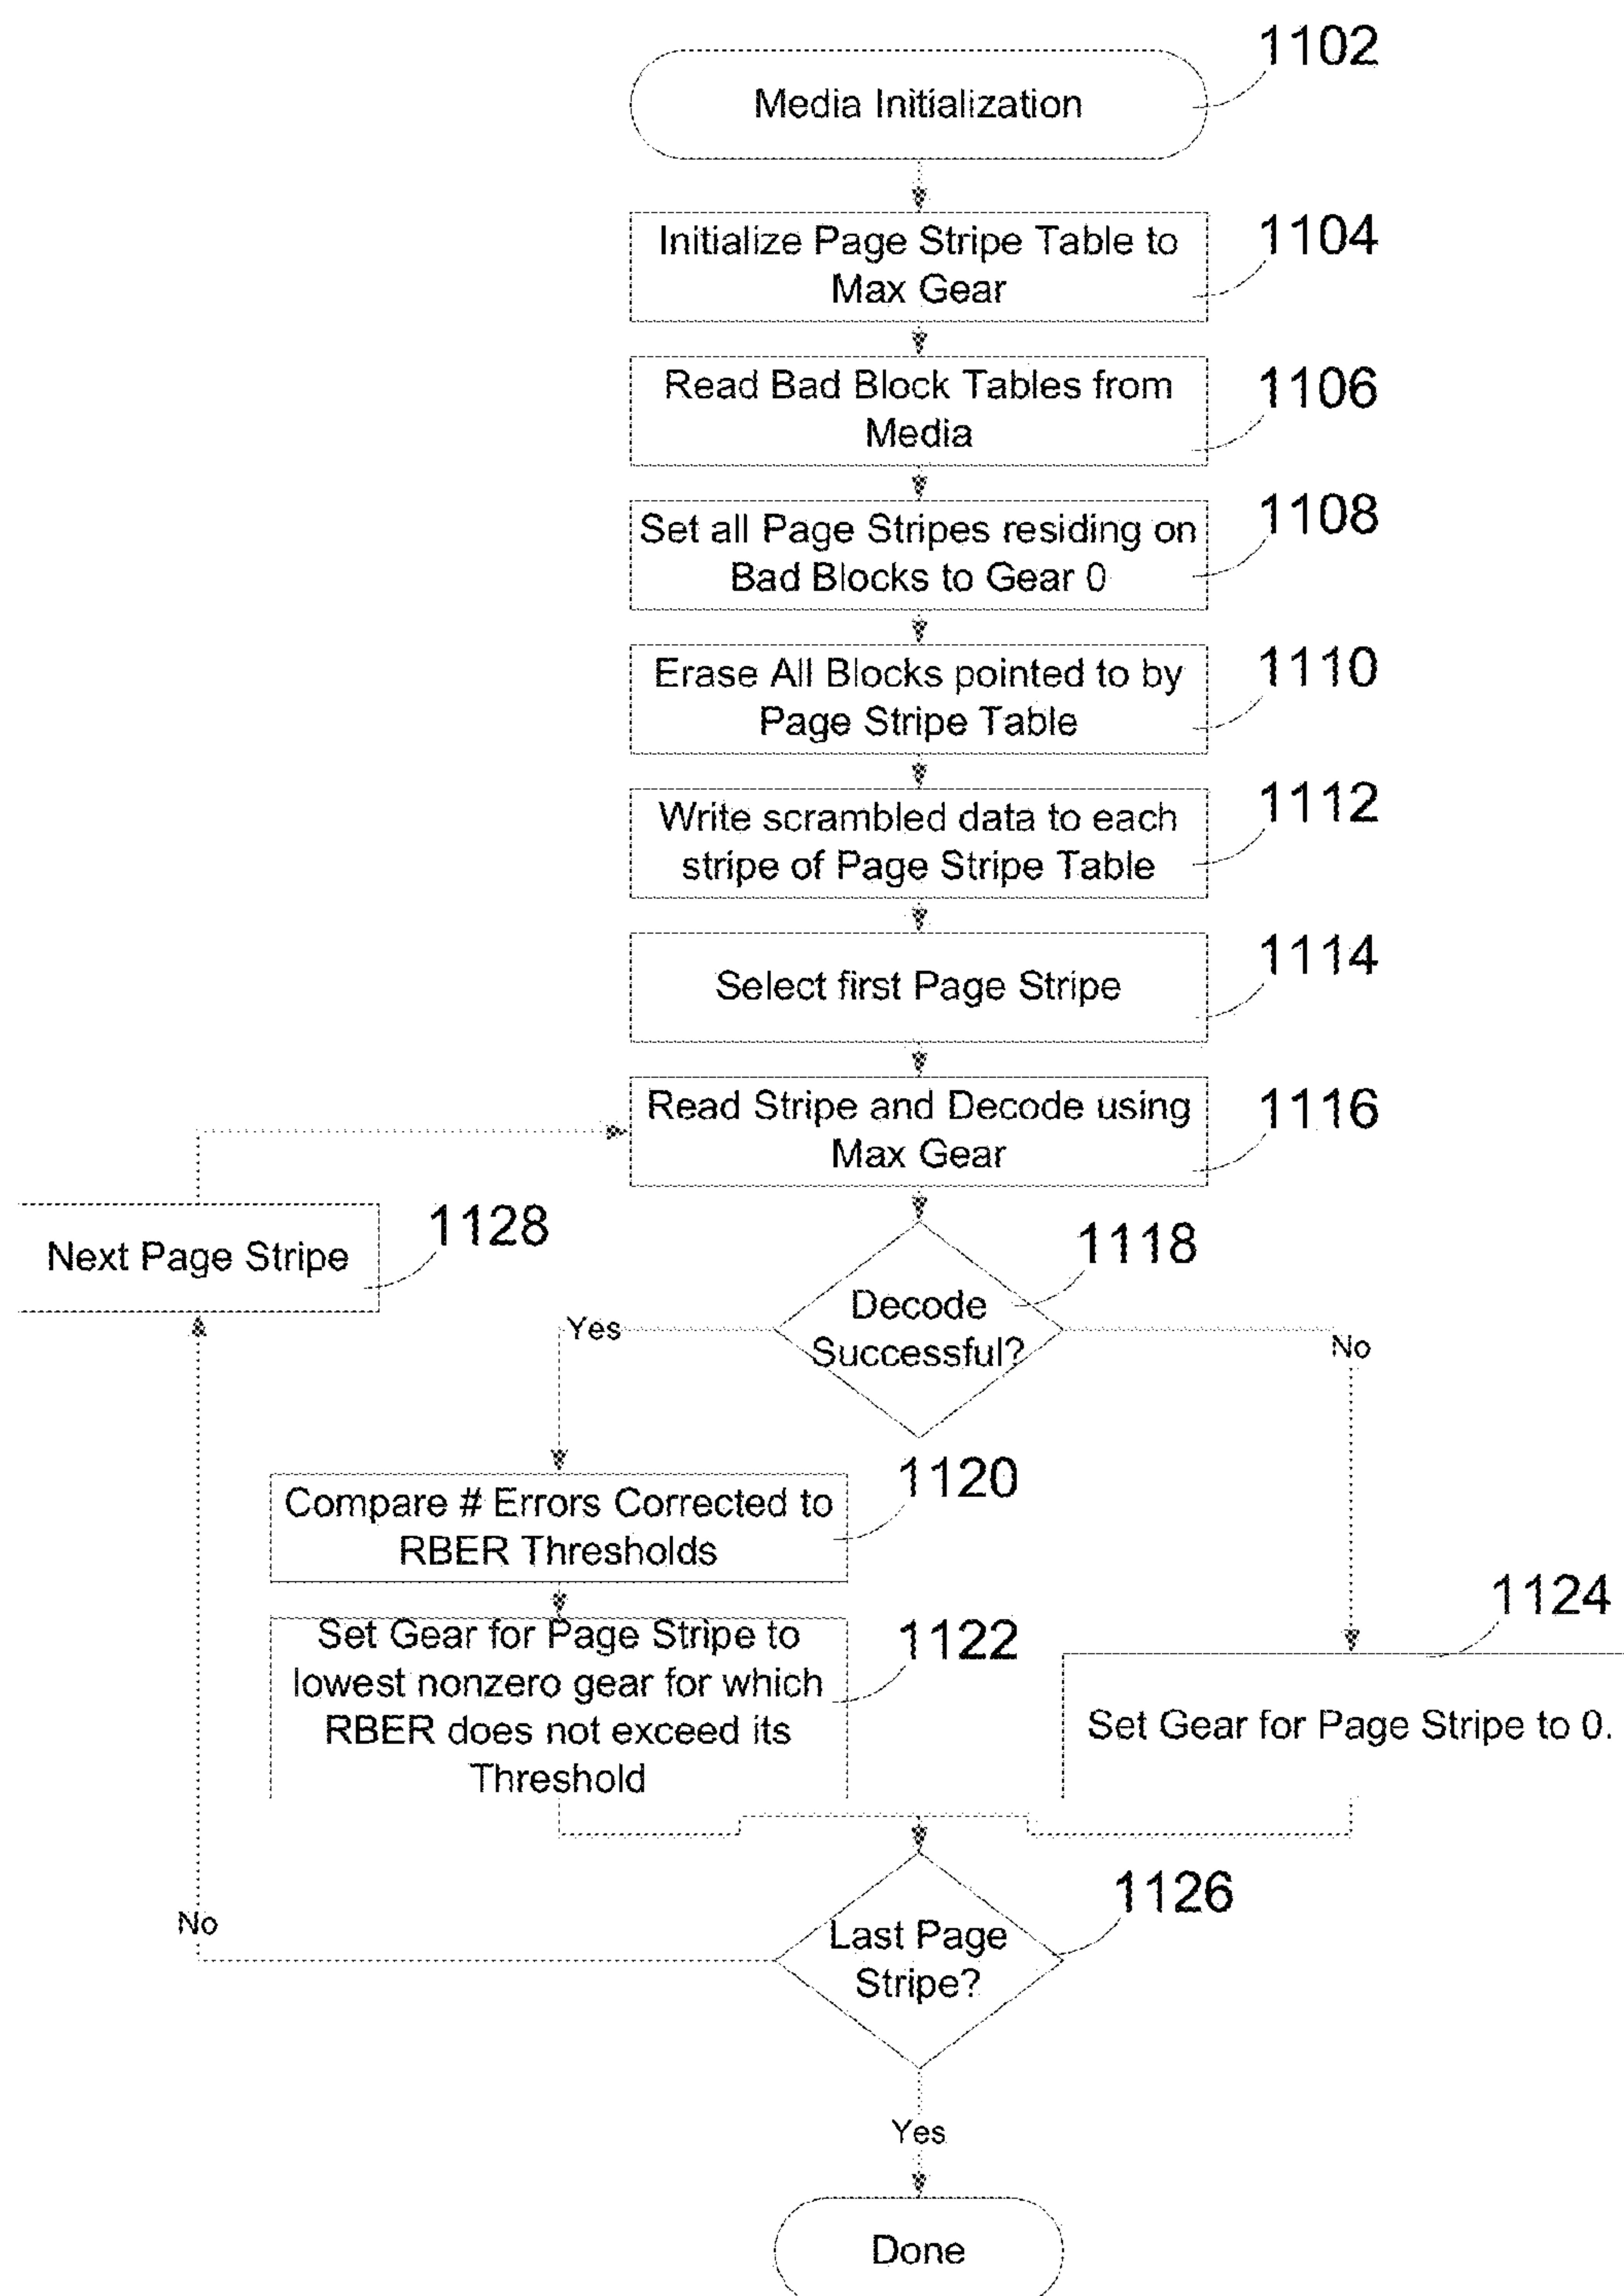 1102
Media Initialization
1104
Initialize Page Stripe Table to
Max Gear
1106
Read Bad Block Tables from
Media
1108
Set all Page Stripes residing on
Bad Blocks to Gear 0
1110
Erase All Blocks pointed to by
Page Stripe Table
1112
Write scrambled data to each
stripe of Page Stripe Table
1114
Select first Page Stripe
1116
Read Stripe and Decode using
Max Gear
1128
Next Page Stripe
1118
Decode
Successful?
Yes
No
1120
Compare # Errors Corrected to
RBER Thresholds
1122
Set Gear for Page Stripe to
lowest nonzero gear for which
RBER does not exceed its
Threshold
1124
Set Gear for Page Stripe to 0.
1126
Last Page
Stripe?
No
Yes
Done